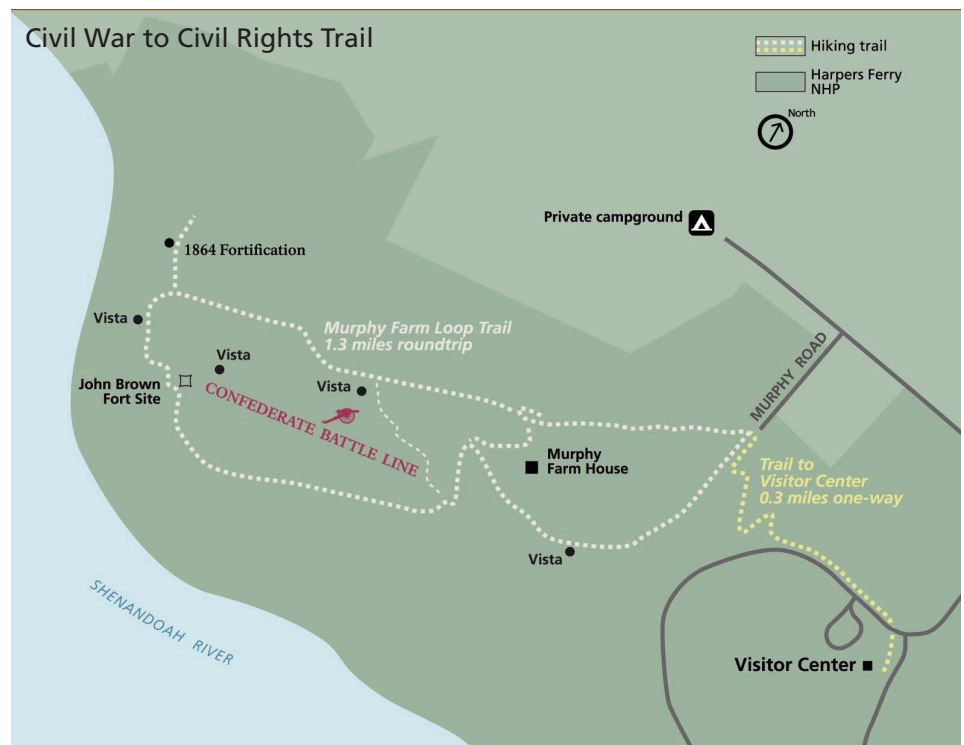 Civil War to Civil Rights Trail
Hiking trail
Harpers Ferry
NHP
North
Private campground
1864 Fortification
Vista
Murphy Farm Loop Trail
1.3 miles roundtrip
MURPHY ROAD
Vista
Vista
John Brown
Fort Site
CONFEDERATE BATTLE LINE
Murphy
Farm House
Trail to
Visitor Center
0.3 miles one-way
Vista
SHENANDOAH RIVER
Visitor Center